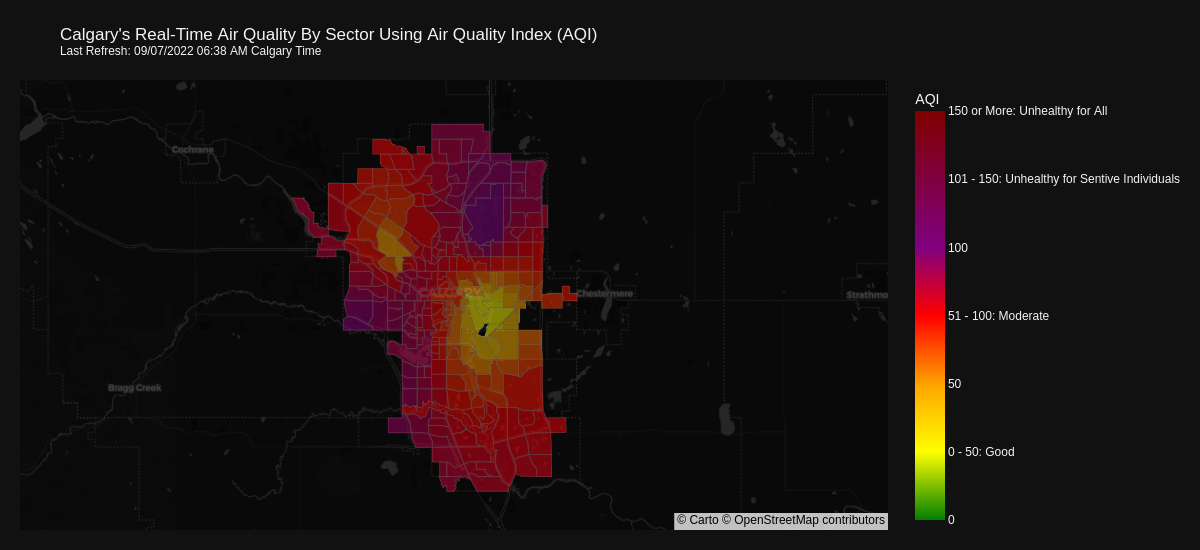 Calgary's Real-Time Air Quality By Sector Using Air Quality Index (AQI)
Last Refresh: 09/07/2022 06:38 AM Calgary Time
AQI
150 or More: Unhealthy for All
Cochrane
101 - 150: Unhealthy for Sentive Individuals
100
CALGARY
Chestermere
Strathmo
51 - 100: Moderate
50
Bragg Creek
0 - 50: Good
0
© Carto © OpenStreetMap contributors